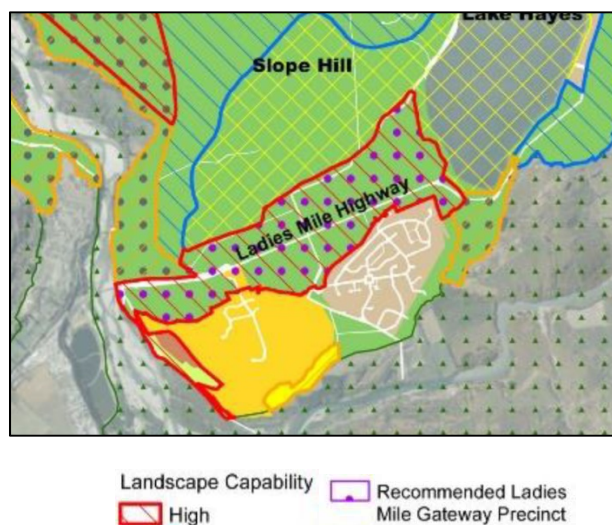 Lake Hayes
Slope Hill
Ladies Mile Highway
Landscape Capability
High
Recommended Ladies
Mile Gateway Precinct